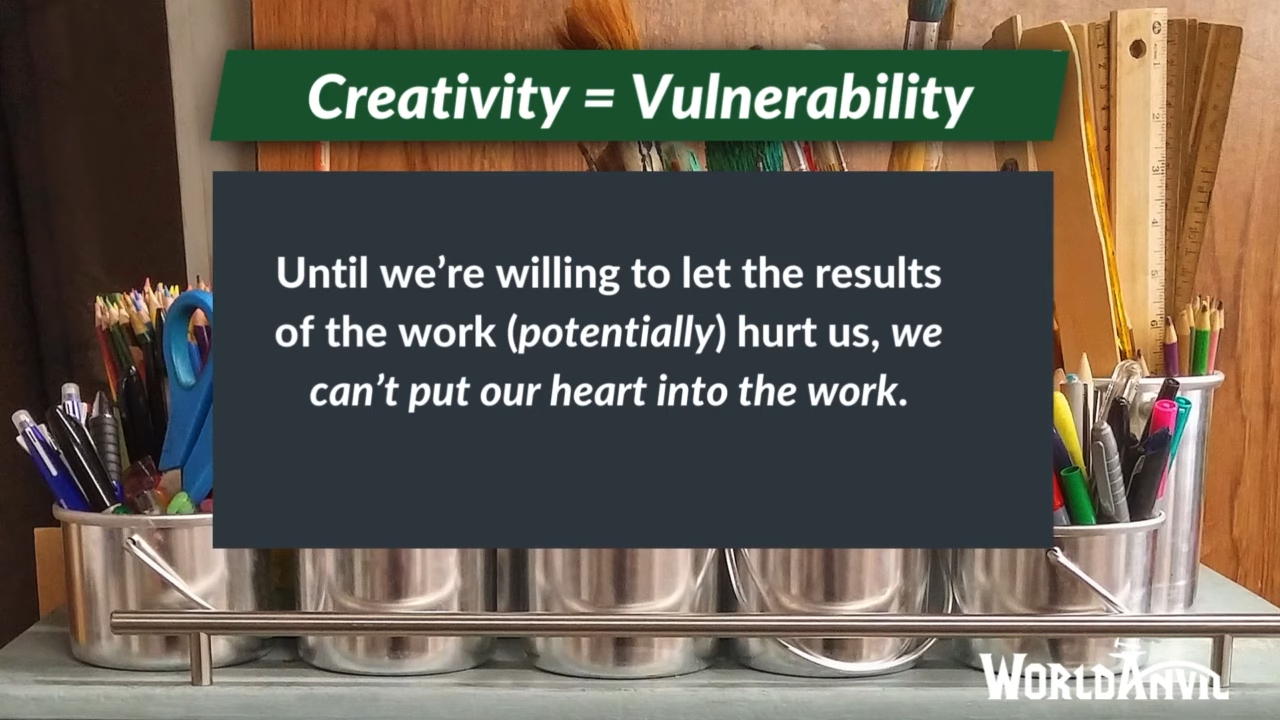 Creativity = Vulnerability
Until we’re willing to let the results
of the work (potentially) hurt us, we
can’t put our heart into the work.
WORLDANVIL